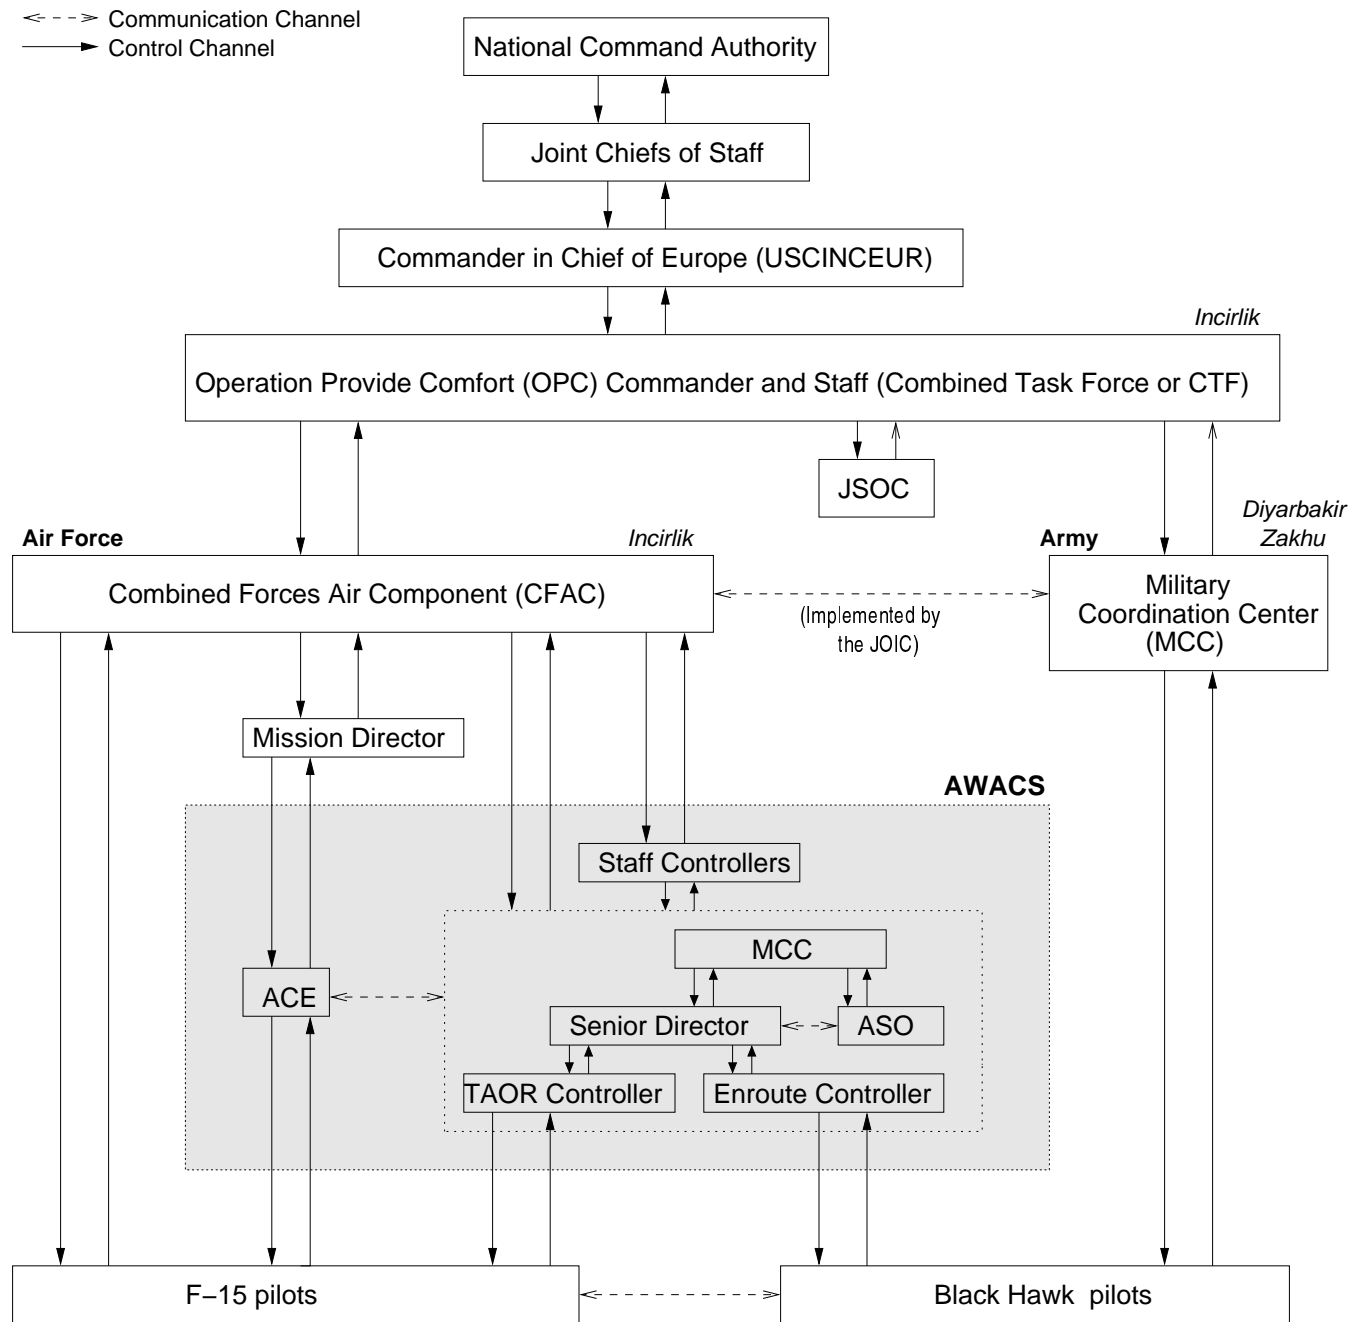 Communication Channel
Control Channel
National Command Authority
Joint Chiefs of Staff
Commander in Chief of Europe (USCINCEUR)
Incirlik
Operation Provide Comfort (OPC) Commander and Staff (Combined Task Force or CTF)
JSOC
Air Force
Incirlik
Army
Diyarbakir
Zakhu
Combined Forces Air Component (CFAC)
(Implemented by
the JOIC)
Military
Coordination Center
(MCC)
Mission Director
AWACS
Staff Controllers
MCC
ACE
Senior Director
ASO
TAOR Controller
Enroute Controller
F−15 pilots
Black Hawk pilots